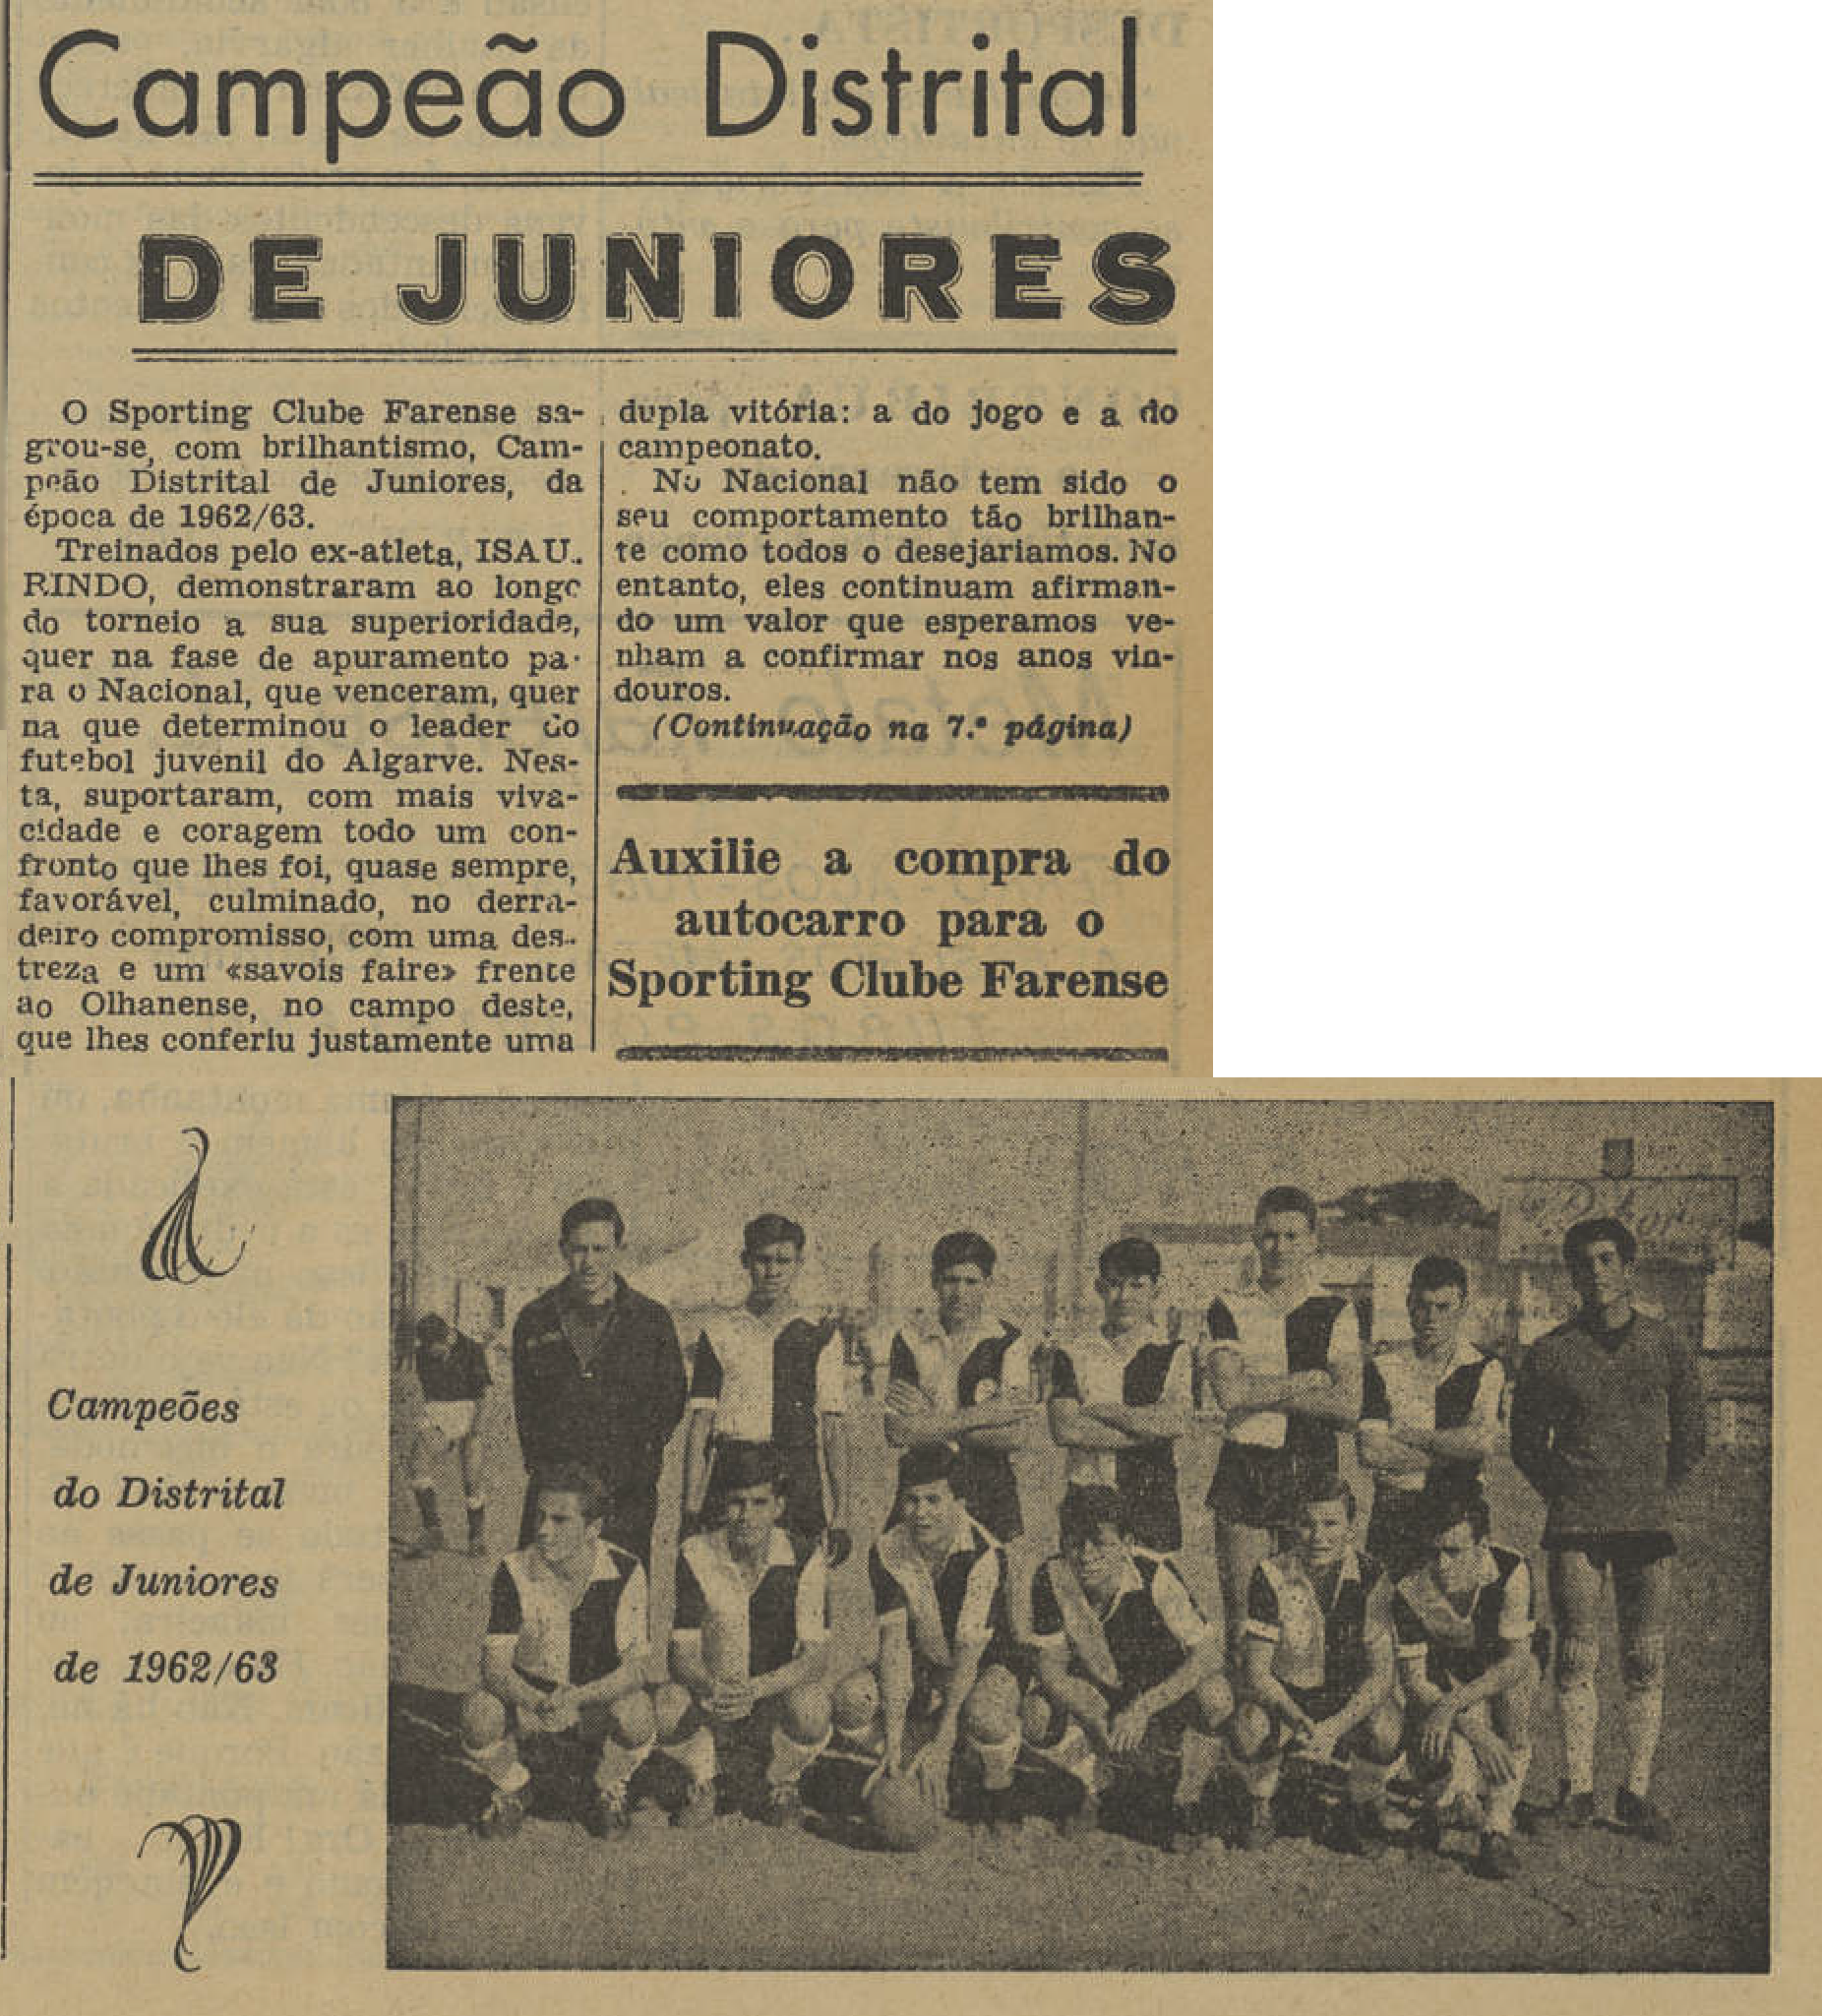 Campeão Distrital
DE JUNIORES
O Sporting Clube Farense sa-
grou-se, com brilhantismo, Cam-
peão Distrital de Juniores, da
época de 1962/63.
Treinados pelo ex-atleta, ISAU-
RINDO, demonstraram ao longo
do torneio a sua superioridade,
quer na fase de apuramento pa-
ra o Nacional, que venceram, quer
na que determinou o leader do
futebol juvenil do Algarve. Nes-
ta, suportaram, com mais viva-
cidade e coragem todo um con-
fronto que lhes foi, quase sempre,
favorável, culminado, no derra-
deiro compromisso, com uma des-
treza e um «savois faire» frente
ao Olhanense, no campo deste,
que lhes conferiu justamente uma
dupla vitória: a do jogo e a do
campeonato.
No Nacional não tem sido o
seu comportamento tão brilhan-
te como todos o desejariamos. No
entanto, eles continuam afirman-
do um valor que esperamos ve-
nham a confirmar nos anos vin-
douros.
(Continuação na 7.ª página)
Auxilie a compra do
autocarro para o
Sporting Clube Farense
Campeões
do Distrital
de Juniores
de 1962/63